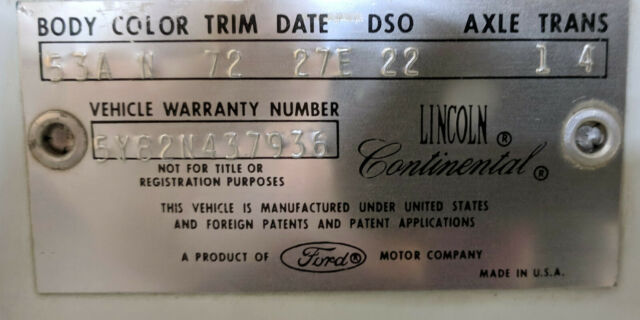 BODY COLOR TRIM DATE DSO AXLE TRANS
53A N 72 27E 22 1 4
VEHICLE WARRANTY NUMBER
5Y82N437936
NOT FOR TITLE OR
REGISTRATION PURPOSES
LINCOLN ®
Continental ®
THIS VEHICLE IS MANUFACTURED UNDER UNITED STATES
AND FOREIGN PATENTS AND PATENT APPLICATIONS
A PRODUCT OF Ford ® MOTOR COMPANY
MADE IN U.S.A.